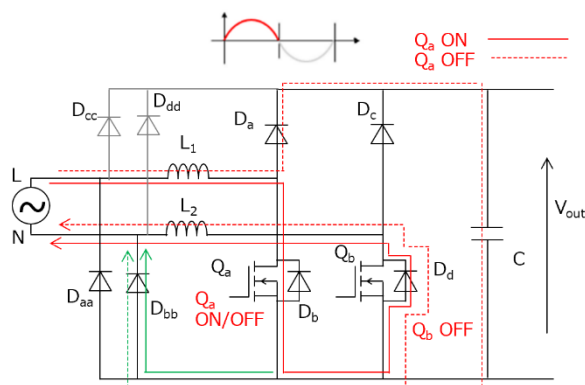 Qa ON
Qa OFF
Dcc
Ddd
Da
Dc
L1
L
L2
N
Vout
C
Qa
Qb
Dd
Daa
Dbb
Qa
ON/OFF
Db
Qb OFF